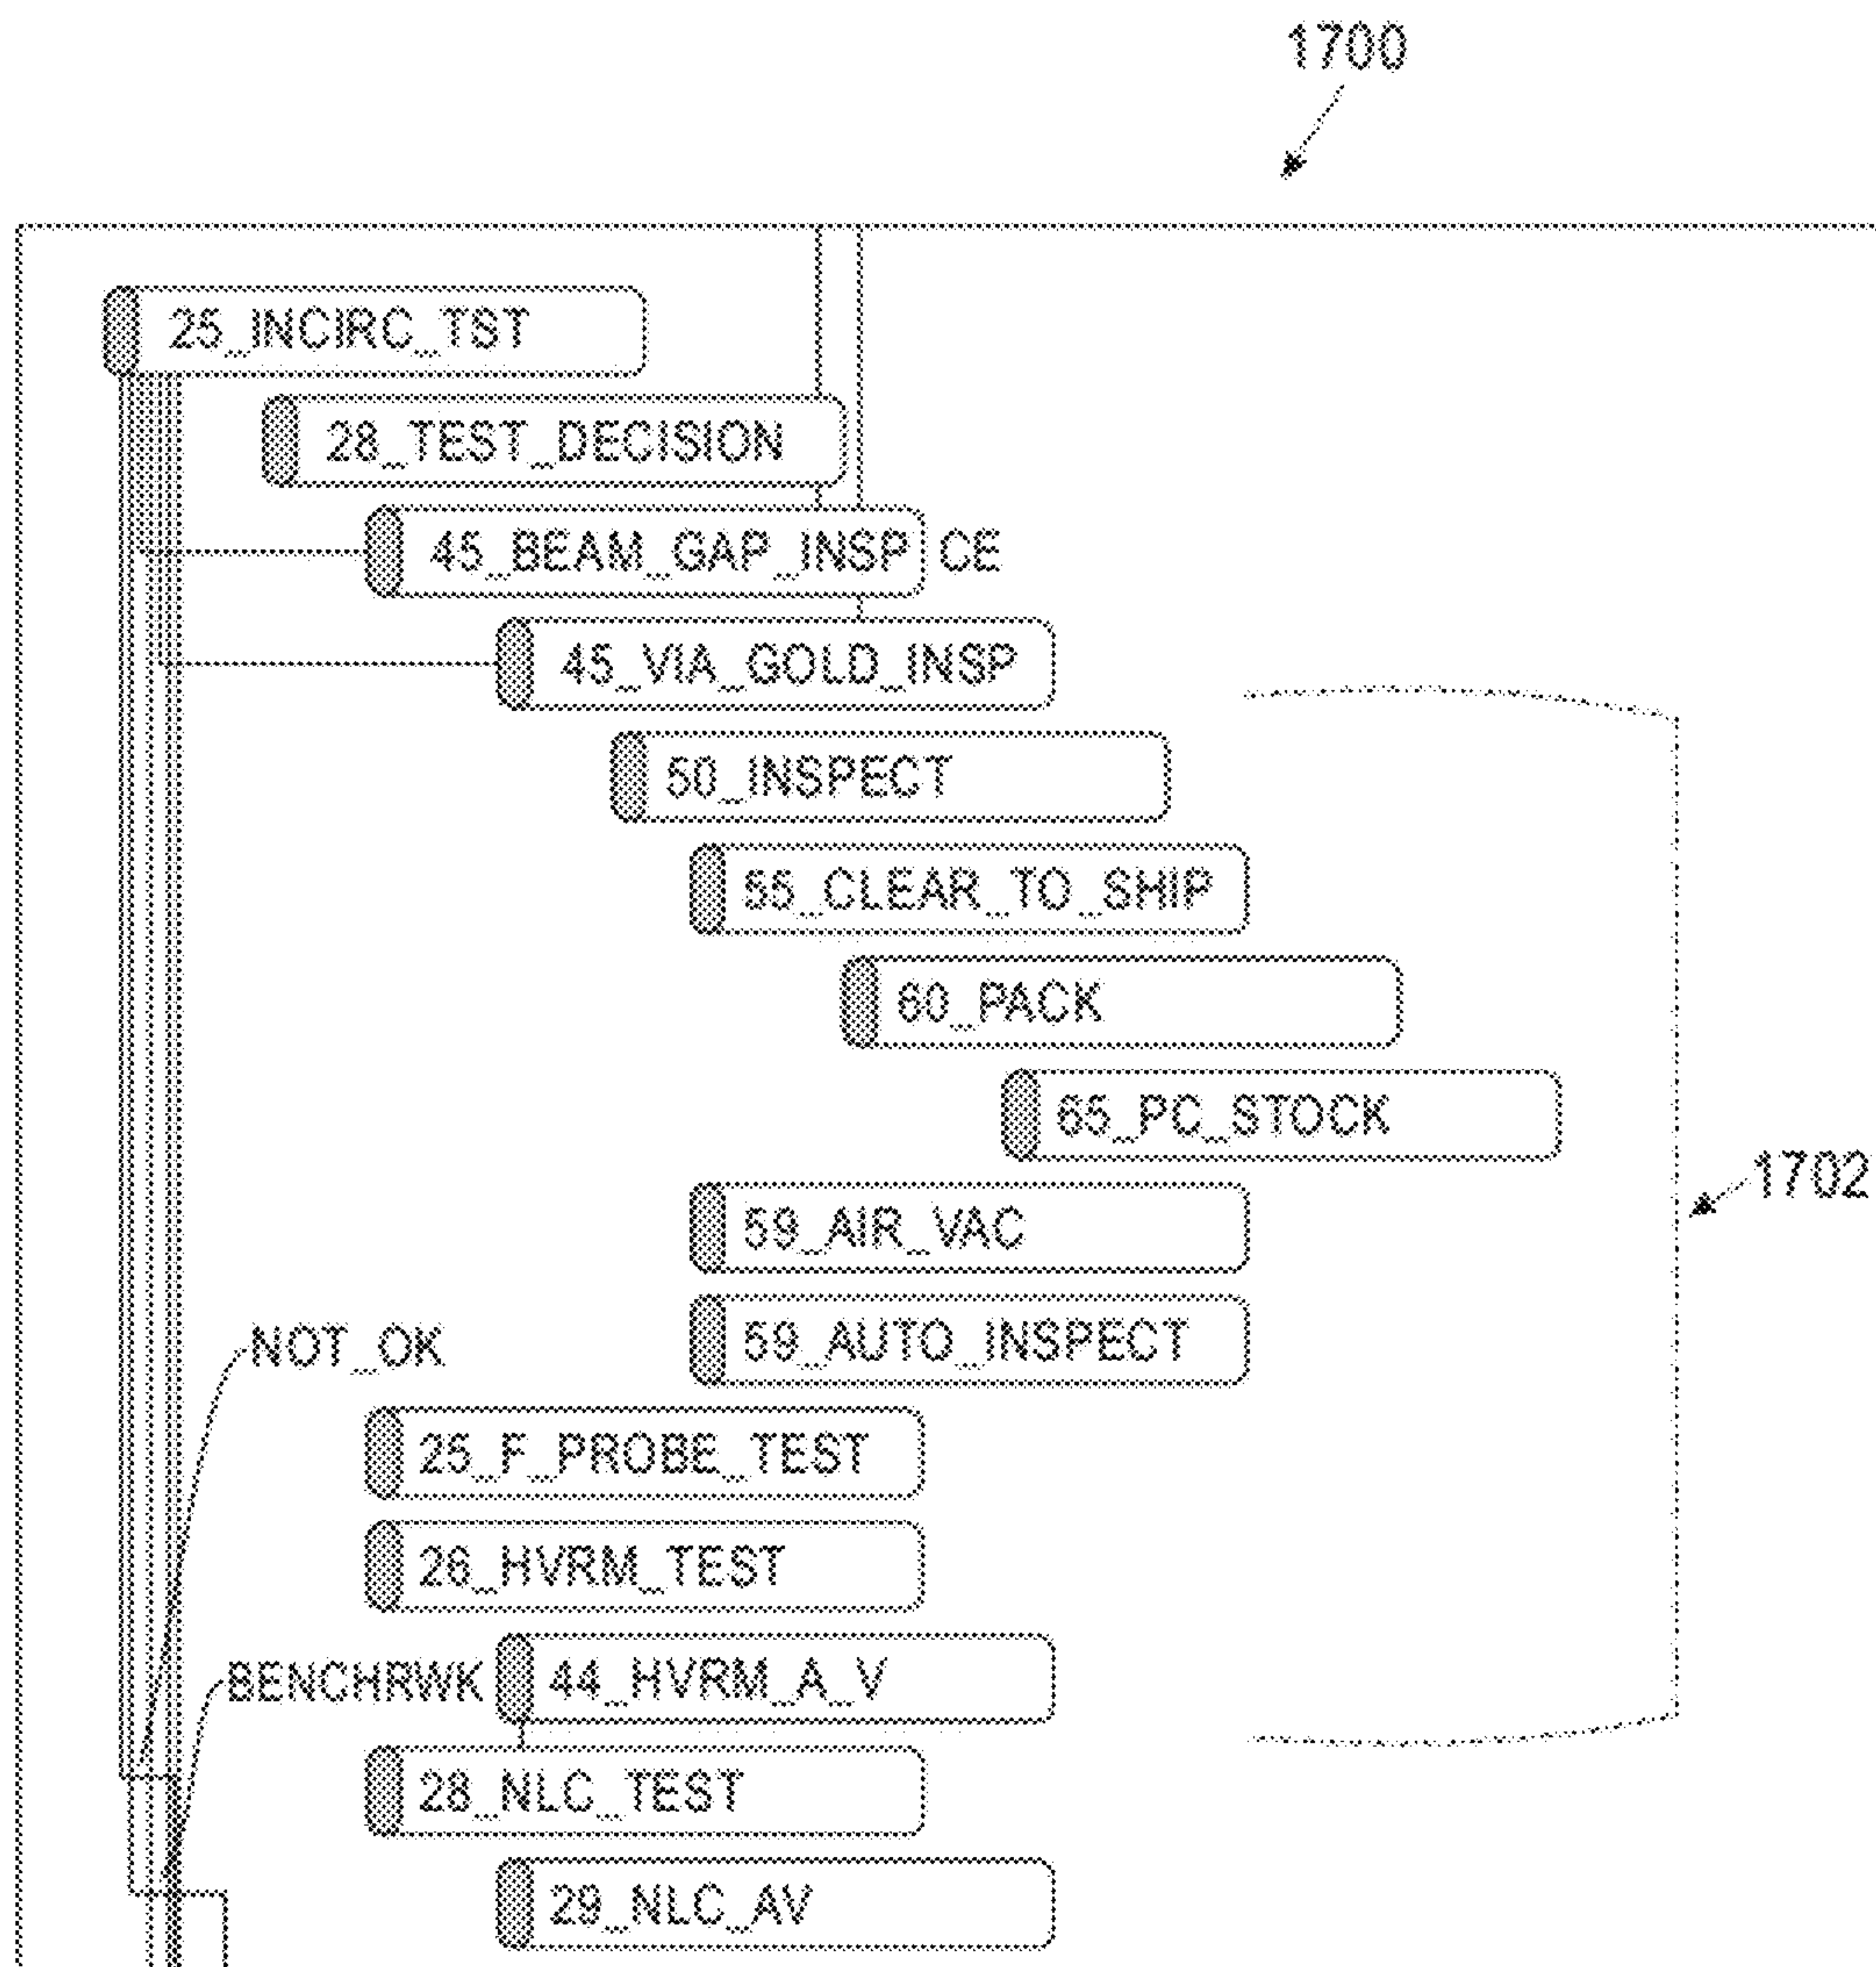 1700
25_INCIRC_TST
28_TEST_DECISION
45_BEAM_GAP_INSP CE
45_VIA_GOLD_INSP
50_INSPECT
55_CLEAR_TO_SHIP
60_PACK
65_PC_STOCK
1702
59_AIR_VAC
59_AUTO_INSPECT
NOT_OK
25_F_PROBE_TEST
26_HVRM_TEST
BENCHRWK
44_HVRM_A_V
28_NLC_TEST
29_NLC_AV